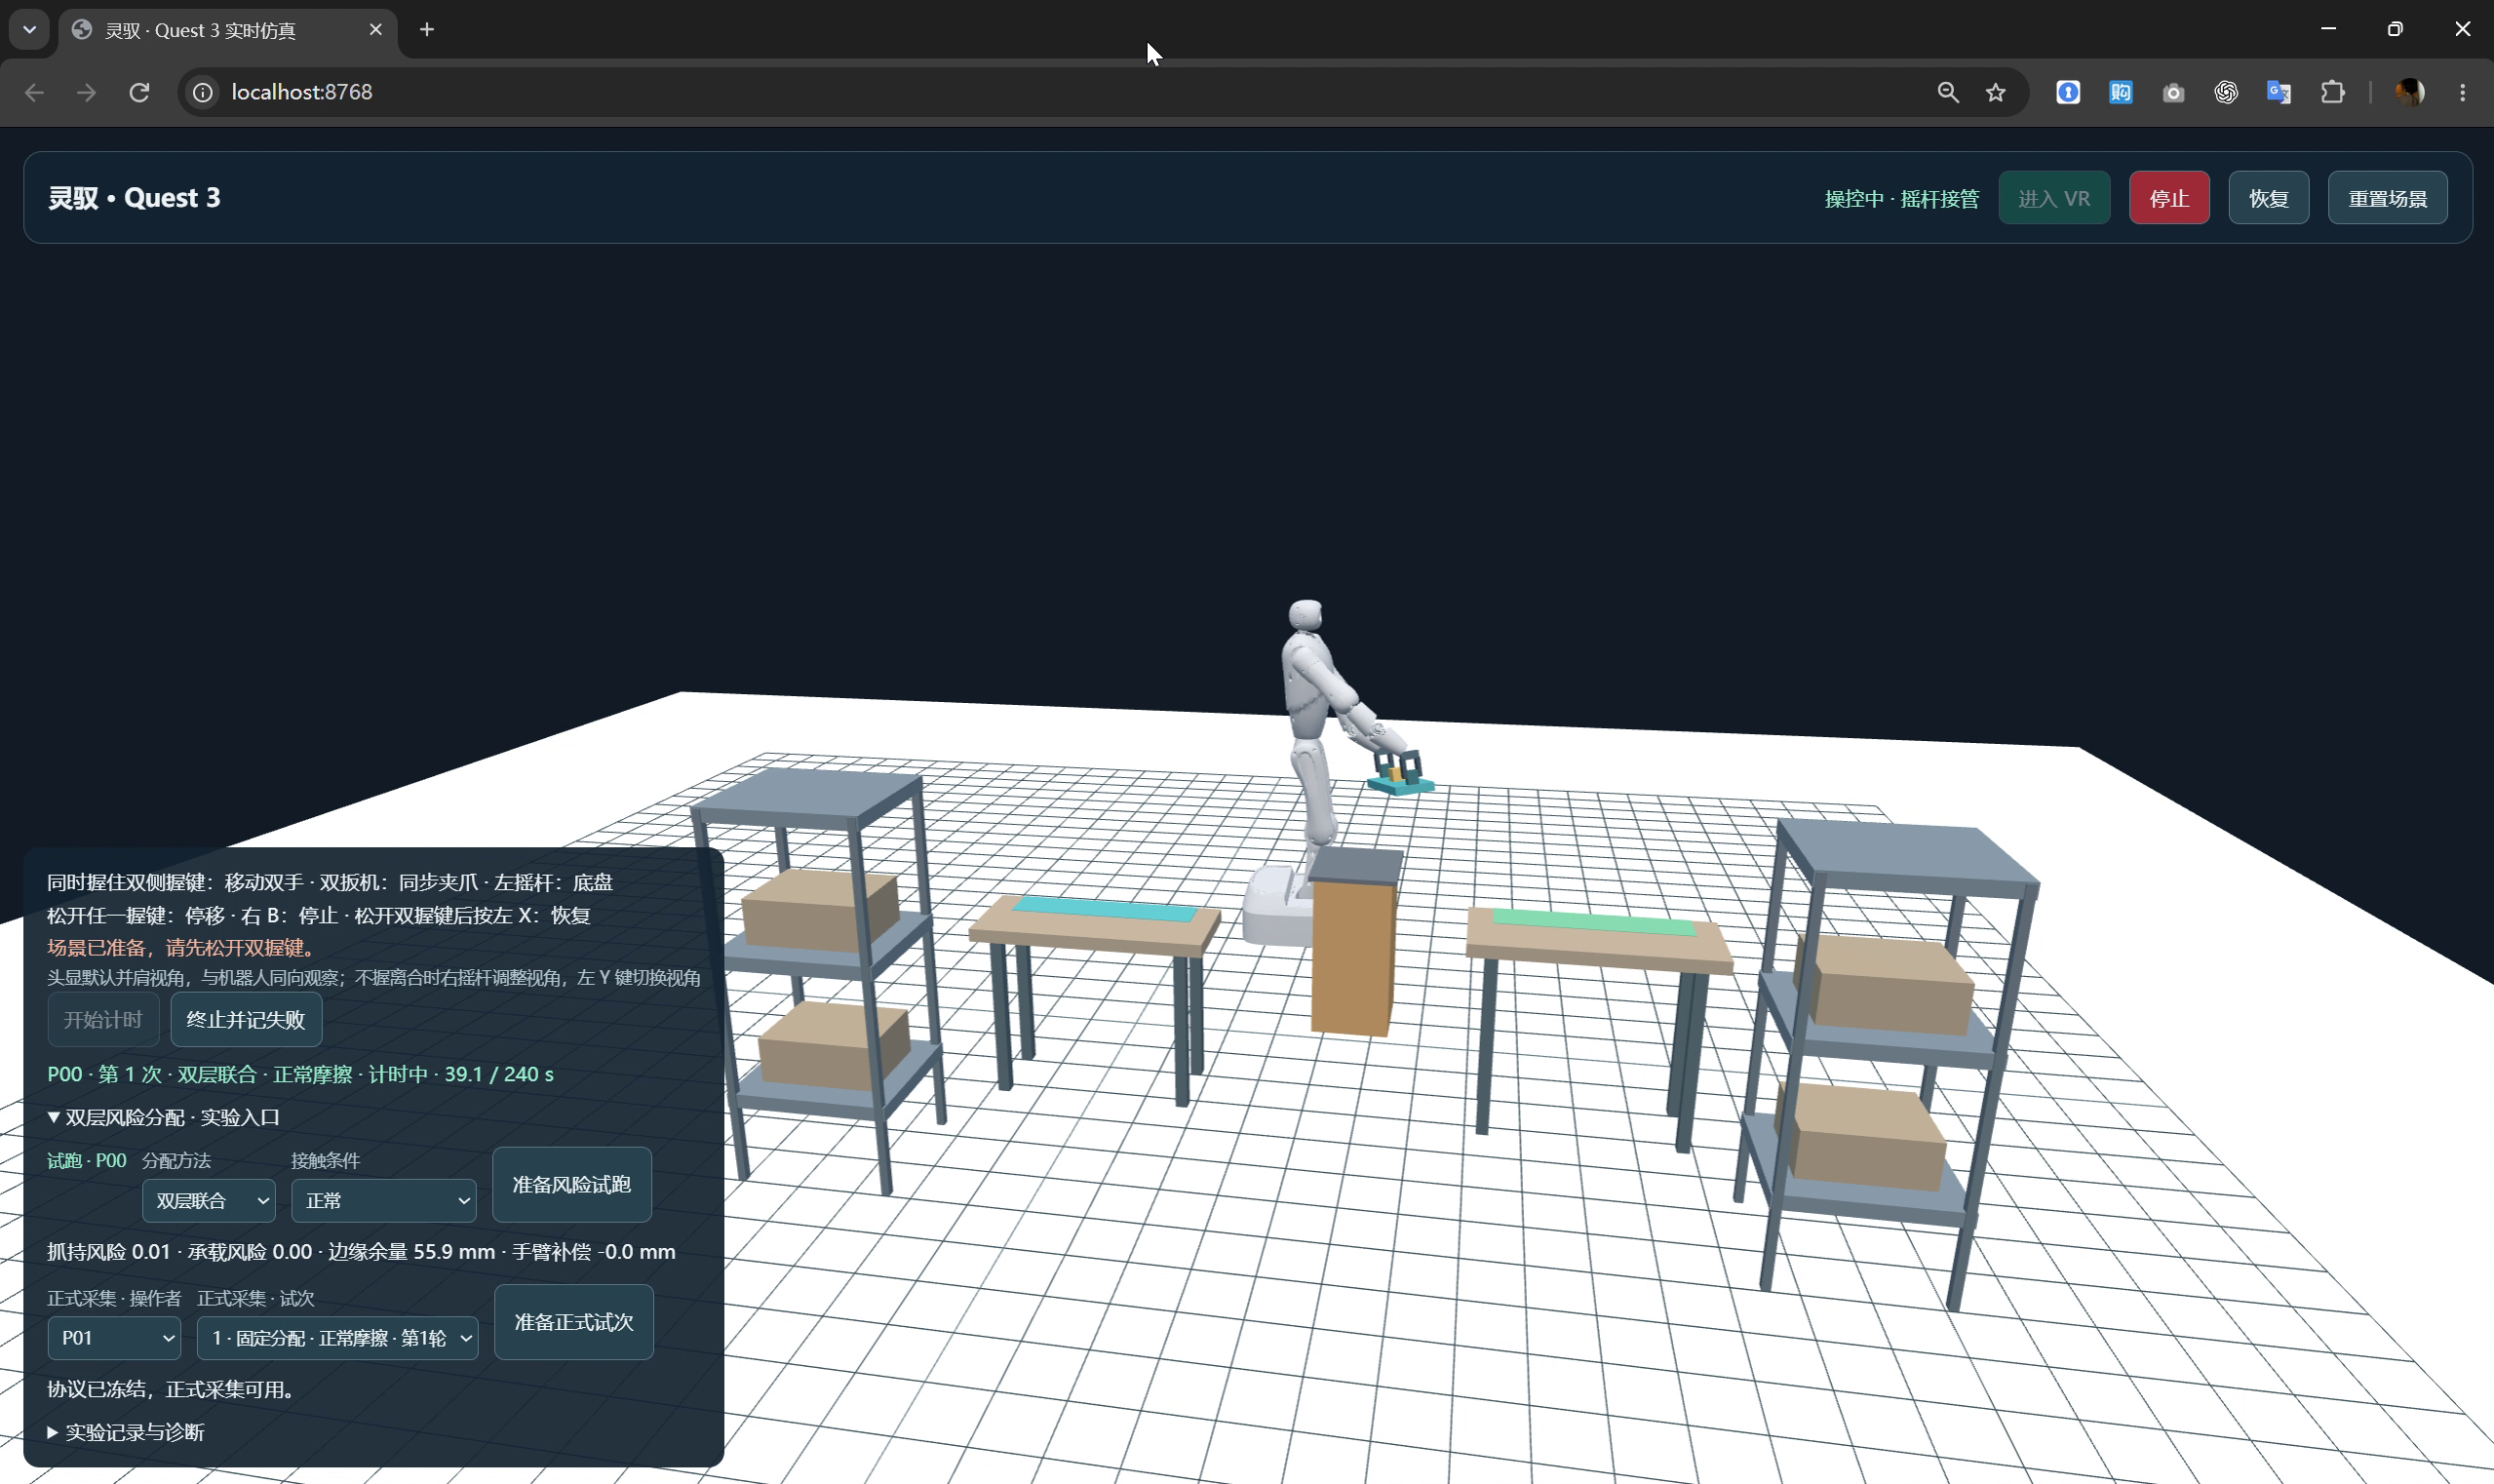 灵驭 · Quest 3 实时仿真
localhost:8768
灵驭 • Quest 3
操控中 · 摇杆接管
进入 VR
停止
恢复
重置场景
同时握住双侧握键：移动双手 · 双扳机：同步夹爪 · 左摇杆：底盘
松开任一握键：停移 · 右 B：停止 · 松开双握键后按左 X：恢复
场景已准备，请先松开双握键。
头显默认并肩视角，与机器人同向观察；不握离合时右摇杆调整视角，左 Y 键切换视角
开始计时
终止并记失败
P00 · 第 1 次 · 双层联合 · 正常摩擦 · 计时中 · 39.1 / 240 s
▼双层风险分配 · 实验入口
试跑 · P00 分配方法 接触条件
双层联合 正常 准备风险试跑
抓持风险 0.01 · 承载风险 0.00 · 边缘余量 55.9 mm · 手臂补偿 -0.0 mm
正式采集 · 操作者 正式采集 · 试次
P01 1 · 固定分配 · 正常摩擦 · 第1轮 准备正式试次
协议已冻结，正式采集可用。
▶ 实验记录与诊断